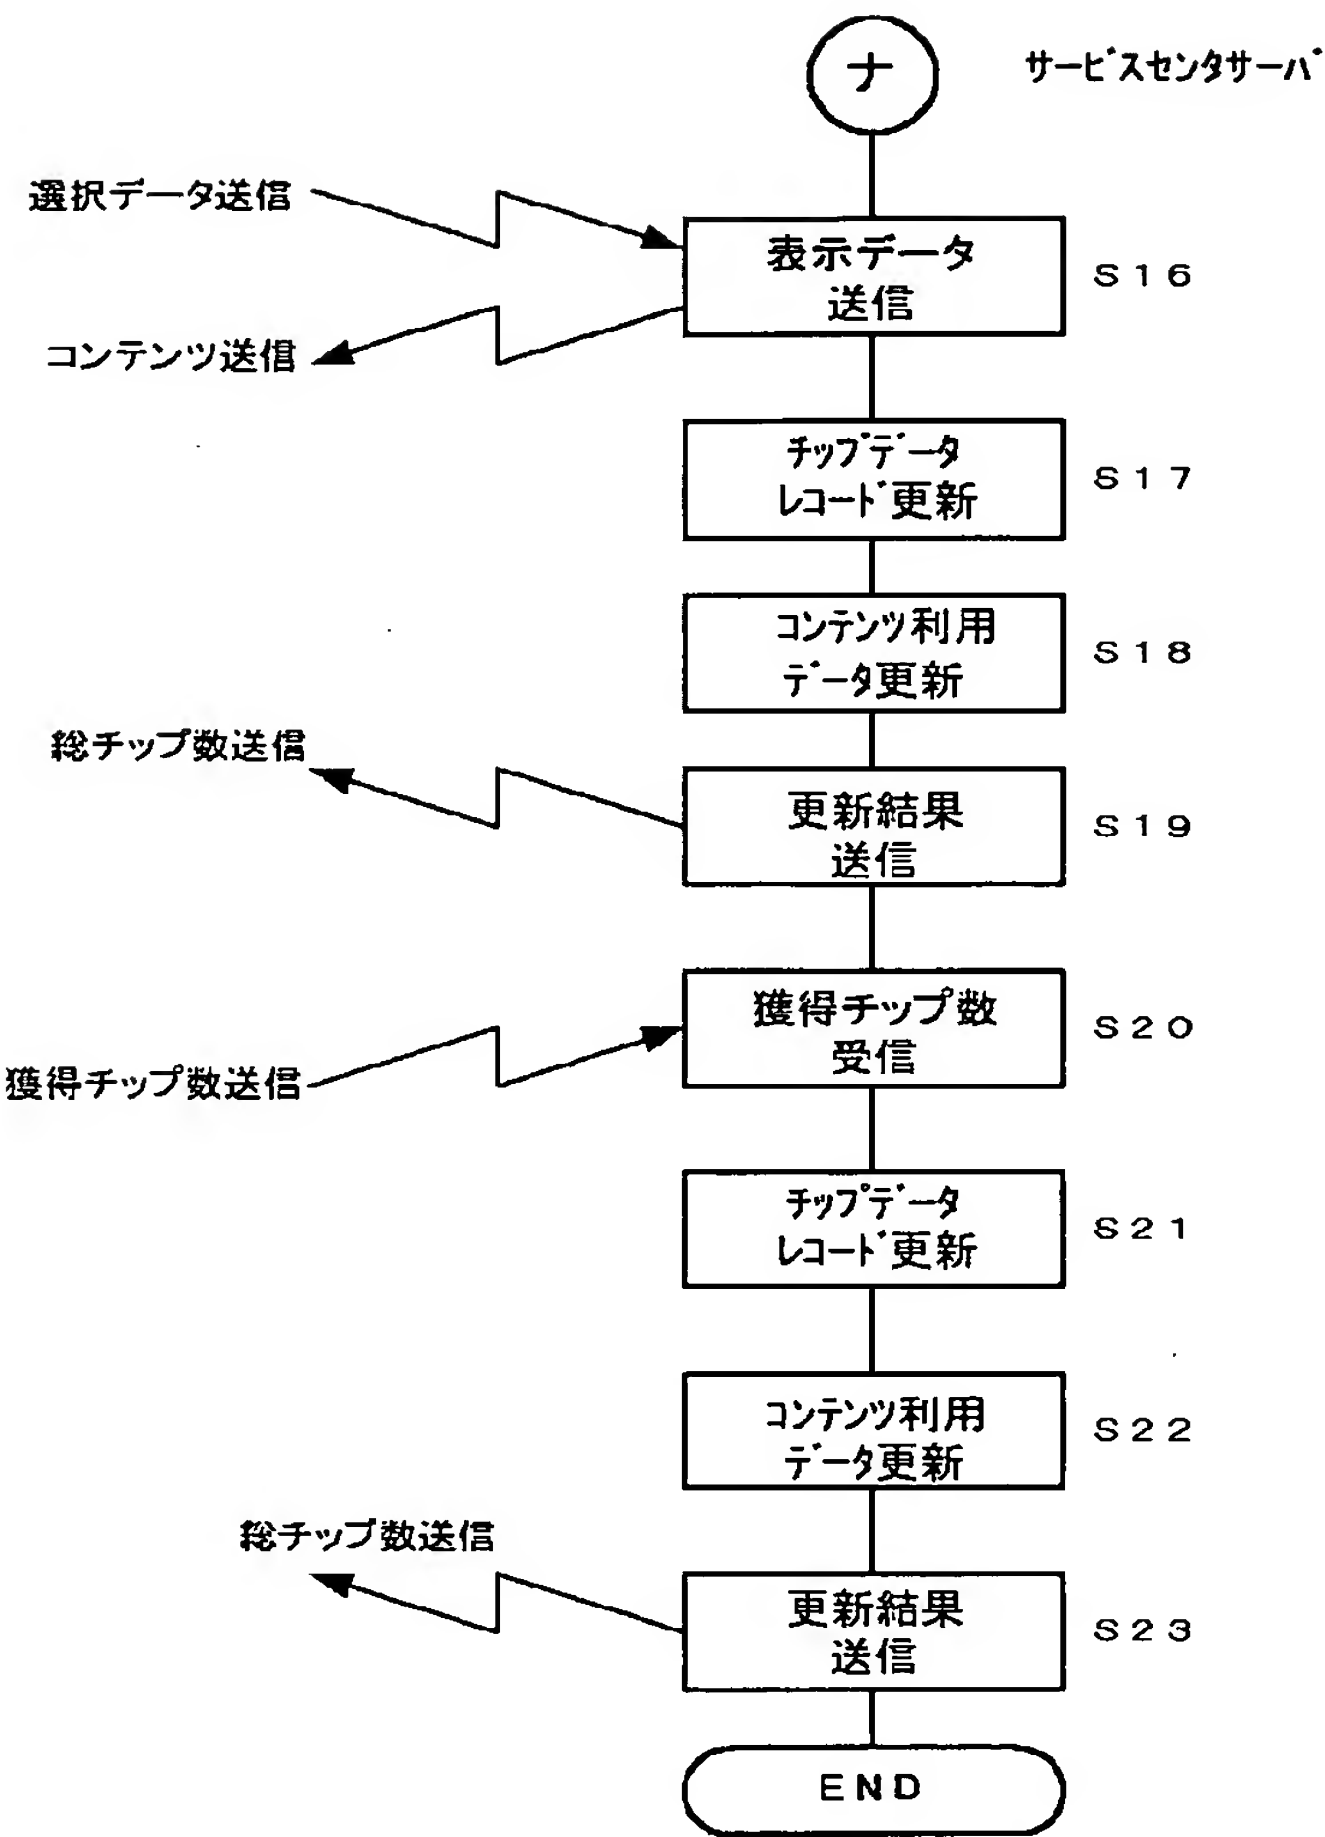 ナ
サービスセンタサーバ
選択データ送信
表示データ
送信
S16
コンテンツ送信
チップデータ
レコード更新
S17
コンテンツ利用
データ更新
S18
総チップ数送信
更新結果
送信
S19
獲得チップ数
受信
S20
獲得チップ数送信
チップデータ
レコード更新
S21
コンテンツ利用
データ更新
S22
総チップ数送信
更新結果
送信
S23
END